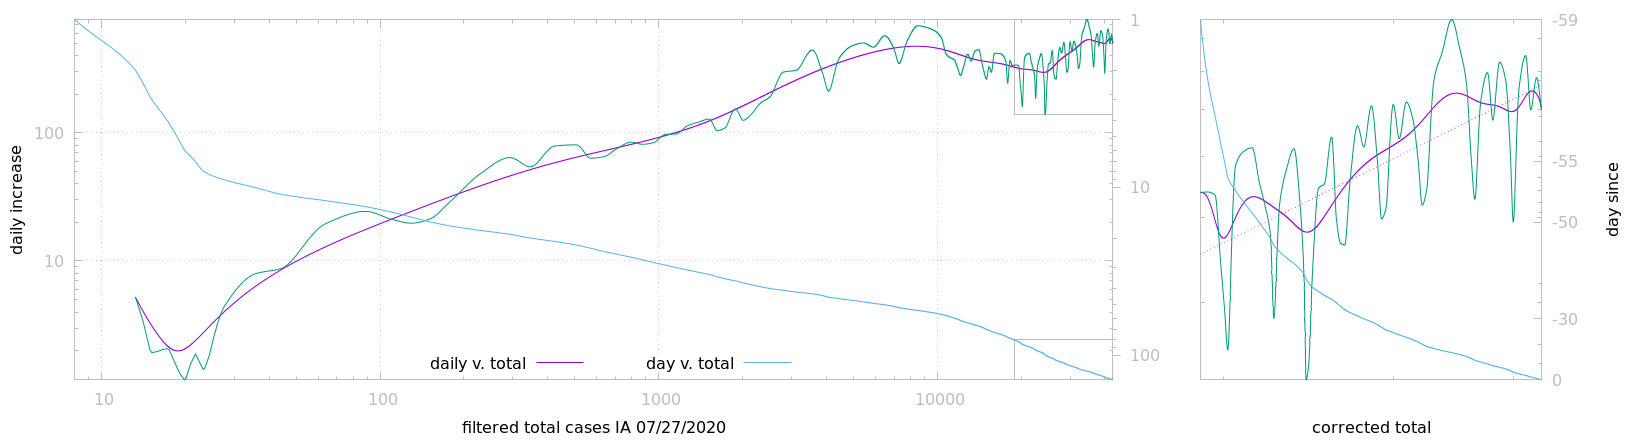 daily increase
100
10
10
100
1000
10000
1
10
100
daily v. total
day v. total
filtered total cases IA 07/27/2020
-59
-55
-50
-30
0
day since
corrected total